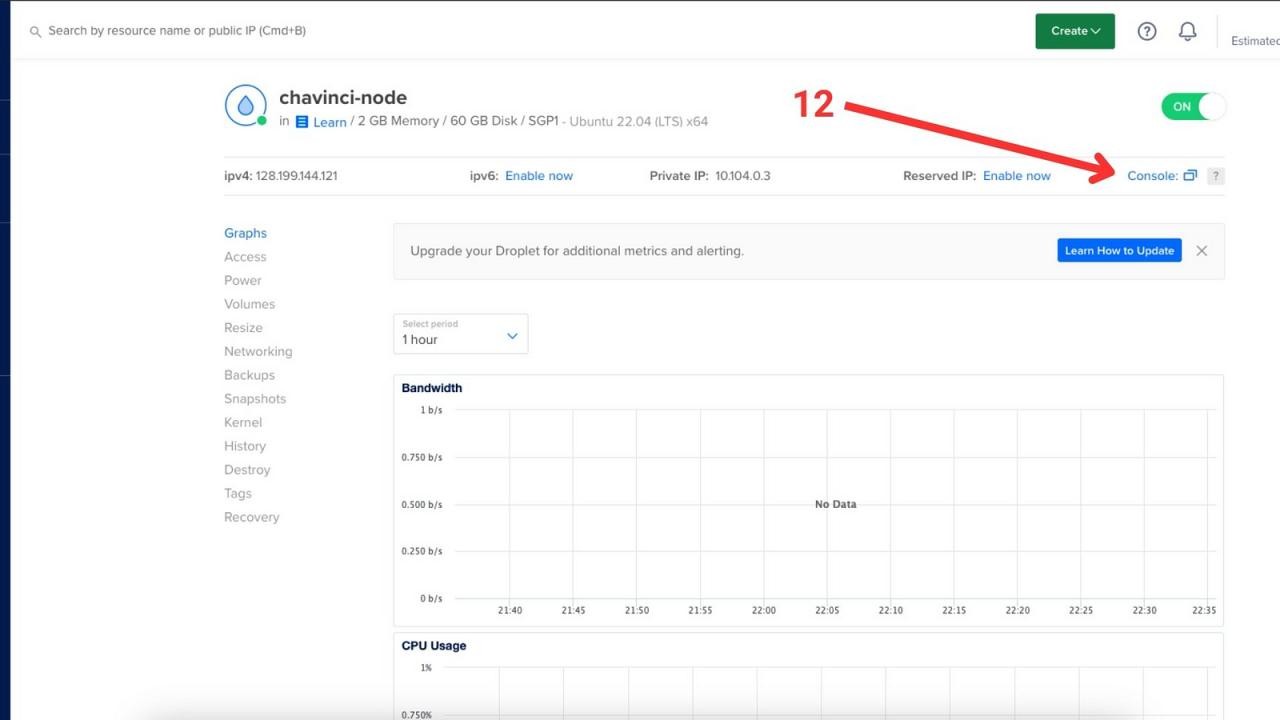 Search by resource name or public IP (Cmd+B)
Create
?
Estimated
chavinci-node
12
ON
in Learn / 2 GB Memory / 60 GB Disk / SGP1 - Ubuntu 22.04 (LTS) x64
ipv4: 128.199.144.121 ipv6: Enable now Private IP: 10.104.0.3 Reserved IP: Enable now Console: ?
Graphs
Access
Power
Volumes
Resize
Networking
Backups
Snapshots
Kernel
History
Destroy
Tags
Recovery
Upgrade your Droplet for additional metrics and alerting.
Learn How to Update
Select period
1 hour
Bandwidth
1 b/s
0.750 b/s
0.500 b/s
No Data
0.250 b/s
0 b/s
21:40 21:45 21:50 21:55 22:00 22:05 22:10 22:15 22:20 22:25 22:30 22:35
CPU Usage
1%
0.750%